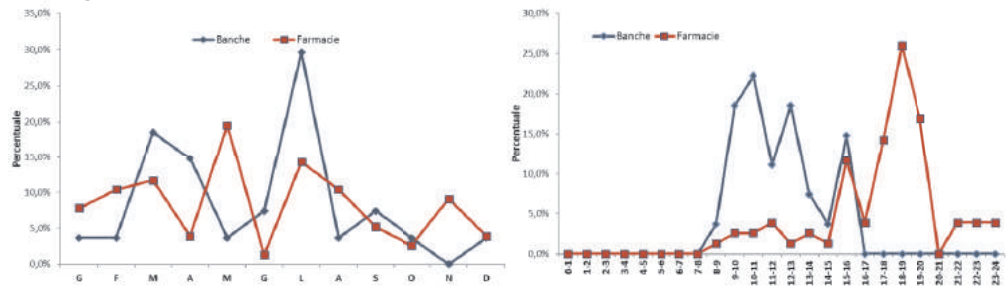 35,0%
30,0%
25,0%
20,0%
15,0%
10,0%
5,0%
0,0%
Percentuale
Banche Farmacie
G F M A M G L A S O N D
30,0%
25,0%
20,0%
15,0%
10,0%
5,0%
0,0%
Percentuale
Banche Farmacie
0-1 1-2 2-3 3-4 4-5 5-6 6-7 7-8 8-9 9-10 10-11 11-12 12-13 13-14 14-15 15-16 16-17 17-18 18-19 19-20 20-21 21-22 22-23 23-24